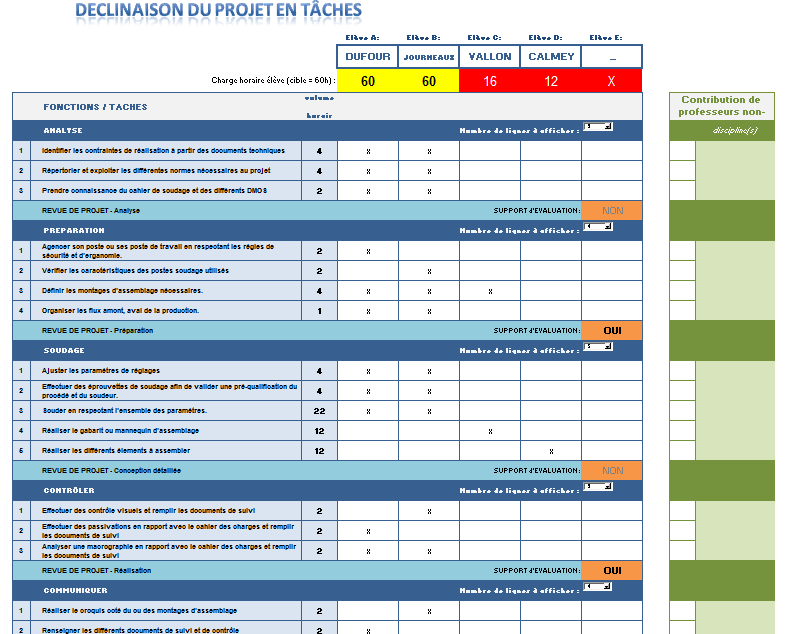 DECLINAISON DU PROJET EN TÂCHES
Elève A: Elève B: Elève C: Elève D: Elève E:
DUFOUR JOURNEAUX VALLON CALMEY _
Charge horaire élève (cible = 60h) : 60 60 16 12 X
FONCTIONS / TACHES volume horair
Contribution de
professeurs non-
discipline(s)
ANALYSE Nombre de lignes à afficher : 3
1 Identifier les contraintes de réalisation à partir des documents techniques 4 x x
2 Répertorier et exploiter les différentes normes nécessaires au projet 4 x x
3 Prendre connaissance du cahier de soudage et des différents DMOS 2 x x
REVUE DE PROJET - Analyse SUPPORT d'EVALUATION: NON
PREPARATION Nombre de lignes à afficher : 4
1 Agencer son poste ou ses poste de travail en respectant les règles de
sécurité et d'ergonomie. 2 x
2 Vérifier les caractéristiques des postes soudage utilisés 2 x
3 Définir les montages d'assemblage nécessaires. 4 x x x
4 Organiser les flux amont, aval de la production. 1 x x
REVUE DE PROJET - Préparation SUPPORT d'EVALUATION: OUI
SOUDAGE Nombre de lignes à afficher : 5
1 Ajuster les paramètres de réglages 4 x x
2 Effectuer des éprouvettes de soudage afin de valider une pré-qualification du
procédé et du soudeur. 4 x x
3 Souder en respectant l'ensemble des paramètres. 22 x x
4 Réaliser le gabarit ou mannequin d'assemblage 12 x
5 Réaliser les différents élements à assembler 12 x
REVUE DE PROJET - Conception détaillée SUPPORT d'EVALUATION: NON
CONTRÔLER Nombre de lignes à afficher : 3
1 Effectuer des contrôle visuels et remplir les documents de suivi 2 x
2 Effectuer des passivations en rapport avec le cahier des charges et remplir
les documents de suivi 2 x
3 Analyser une macrographie en rapport avec le cahier des charges et remplir
les documents de suivi 2 x x
REVUE DE PROJET - Réalisation SUPPORT d'EVALUATION: OUI
COMMUNIQUER Nombre de lignes à afficher : 4
1 Réaliser le croquis coté du ou des montages d'assemblage 2 x
2 Renseigner les différents documents de suivi et de contrôle 2 x